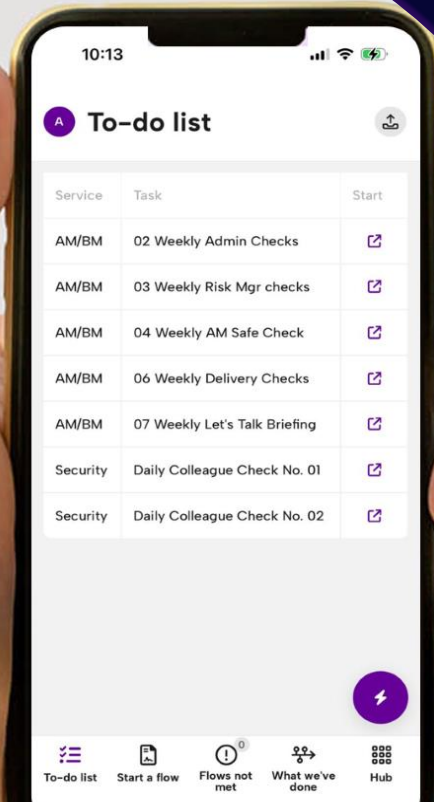 10:13
A To-do list
Service Task Start
AM/BM 02 Weekly Admin Checks
AM/BM 03 Weekly Risk Mgr checks
AM/BM 04 Weekly AM Safe Check
AM/BM 06 Weekly Delivery Checks
AM/BM 07 Weekly Let's Talk Briefing
Security Daily Colleague Check No. 01
Security Daily Colleague Check No. 02
0
To-do list Start a flow Flows not met What we've done Hub